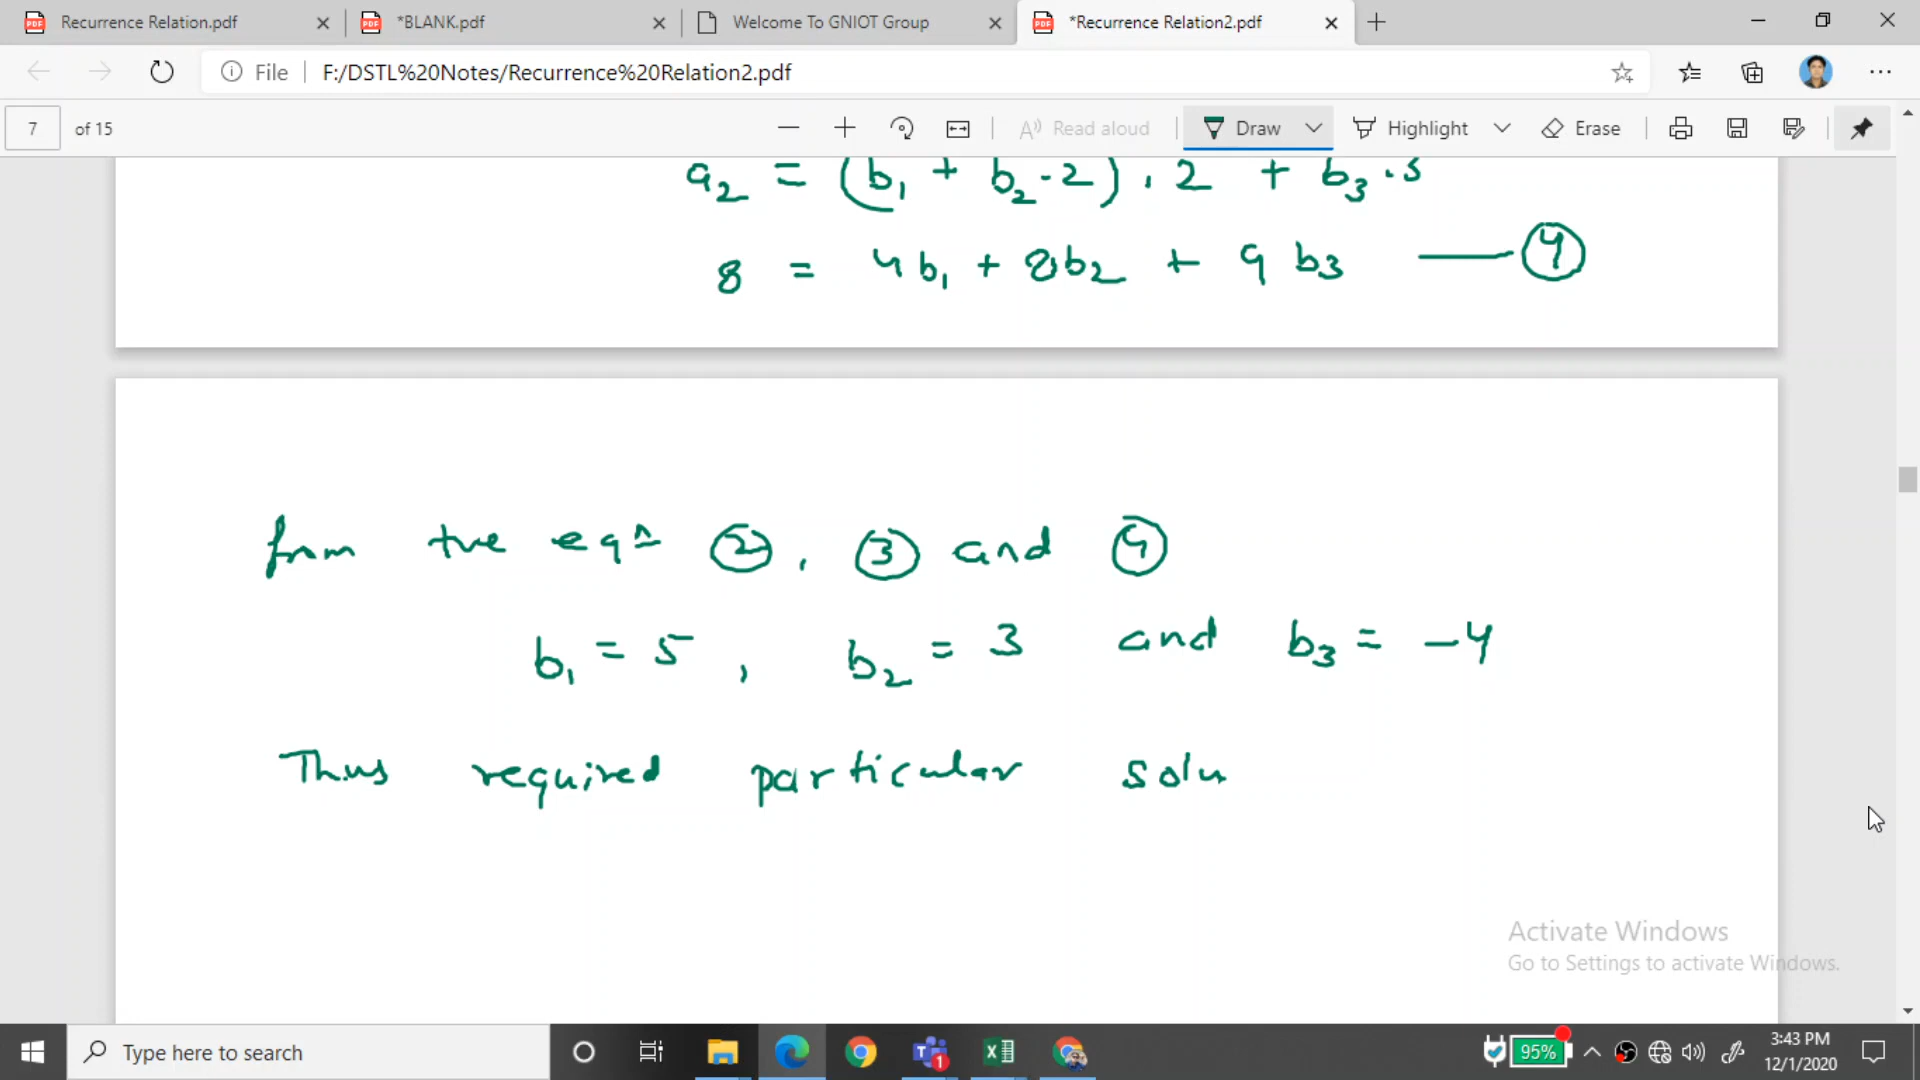 Recurrence Relation.pdf
*BLANK.pdf
Welcome To GNIOT Group
*Recurrence Relation2.pdf
File
F:/DSTL%20Notes/Recurrence%20Relation2.pdf
7 of 15
Read aloud
Draw
Highlight
Erase
a₂ = (b₁ + b₂·2)·2 + b₃·3
8 = 4b₁ + 8b₂ + 9b₃ — ④
from the eqⁿ ②, ③ and ④
b₁ = 5, b₂ = 3 and b₃ = -4
Thus required particular solu
Activate Windows
Go to Settings to activate Windows.
Type here to search
1
95%
3:43 PM
12/1/2020